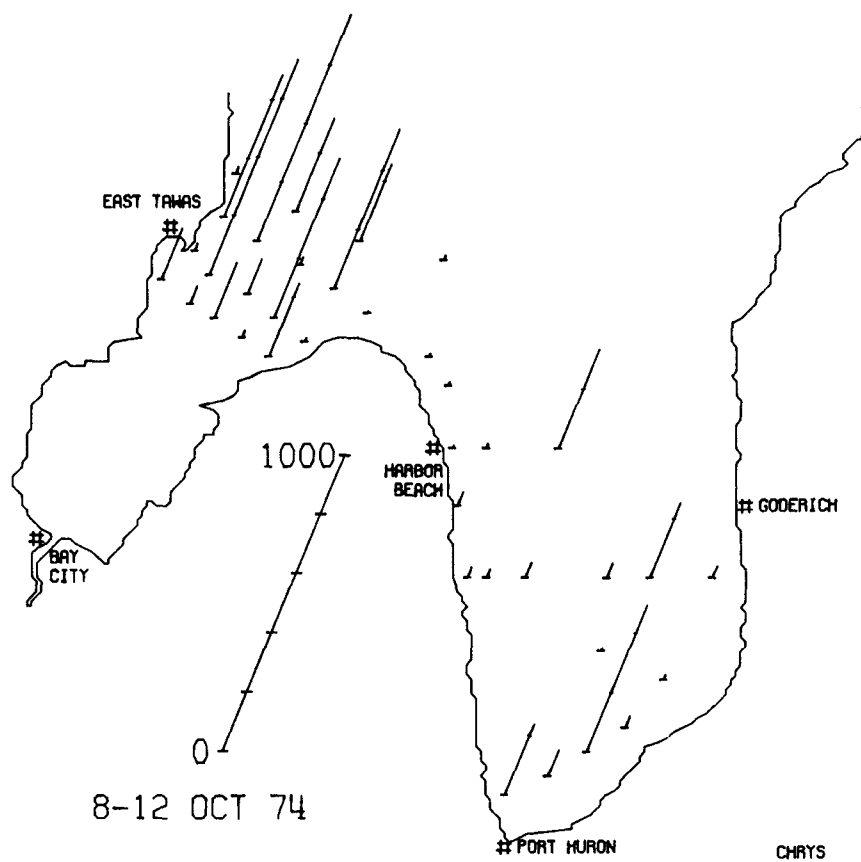 EAST TAWAS
1000
HARBOR
BEACH
GODERICH
BAY
CITY
0
8-12 OCT 74
PORT HURON
CHRYS